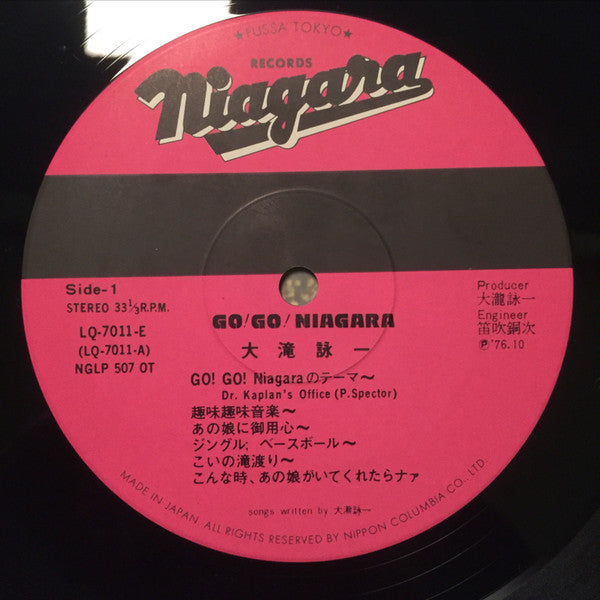 ★FUSSA TOKYO★
RECORDS
Niagara
Side-1
STEREO 33⅓R.P.M.
LQ-7011-E
(LQ-7011-A)
NGLP 507 OT
Producer
大瀧詠一
Engineer
笛吹銅次
Ⓟ'76.10
GO! GO! NIAGARA
大滝詠一
GO! GO! Niagaraのテーマ〜
Dr. Kaplan's Office (P.Spector)
趣味趣味音楽〜
あの娘に御用心〜
ジングル; ベースボール〜
こいの滝渡り〜
こんな時、あの娘がいてくれたらナァ
songs written by 大瀧詠一
MADE IN JAPAN. ALL RIGHTS RESERVED BY NIPPON COLUMBIA CO., LTD.